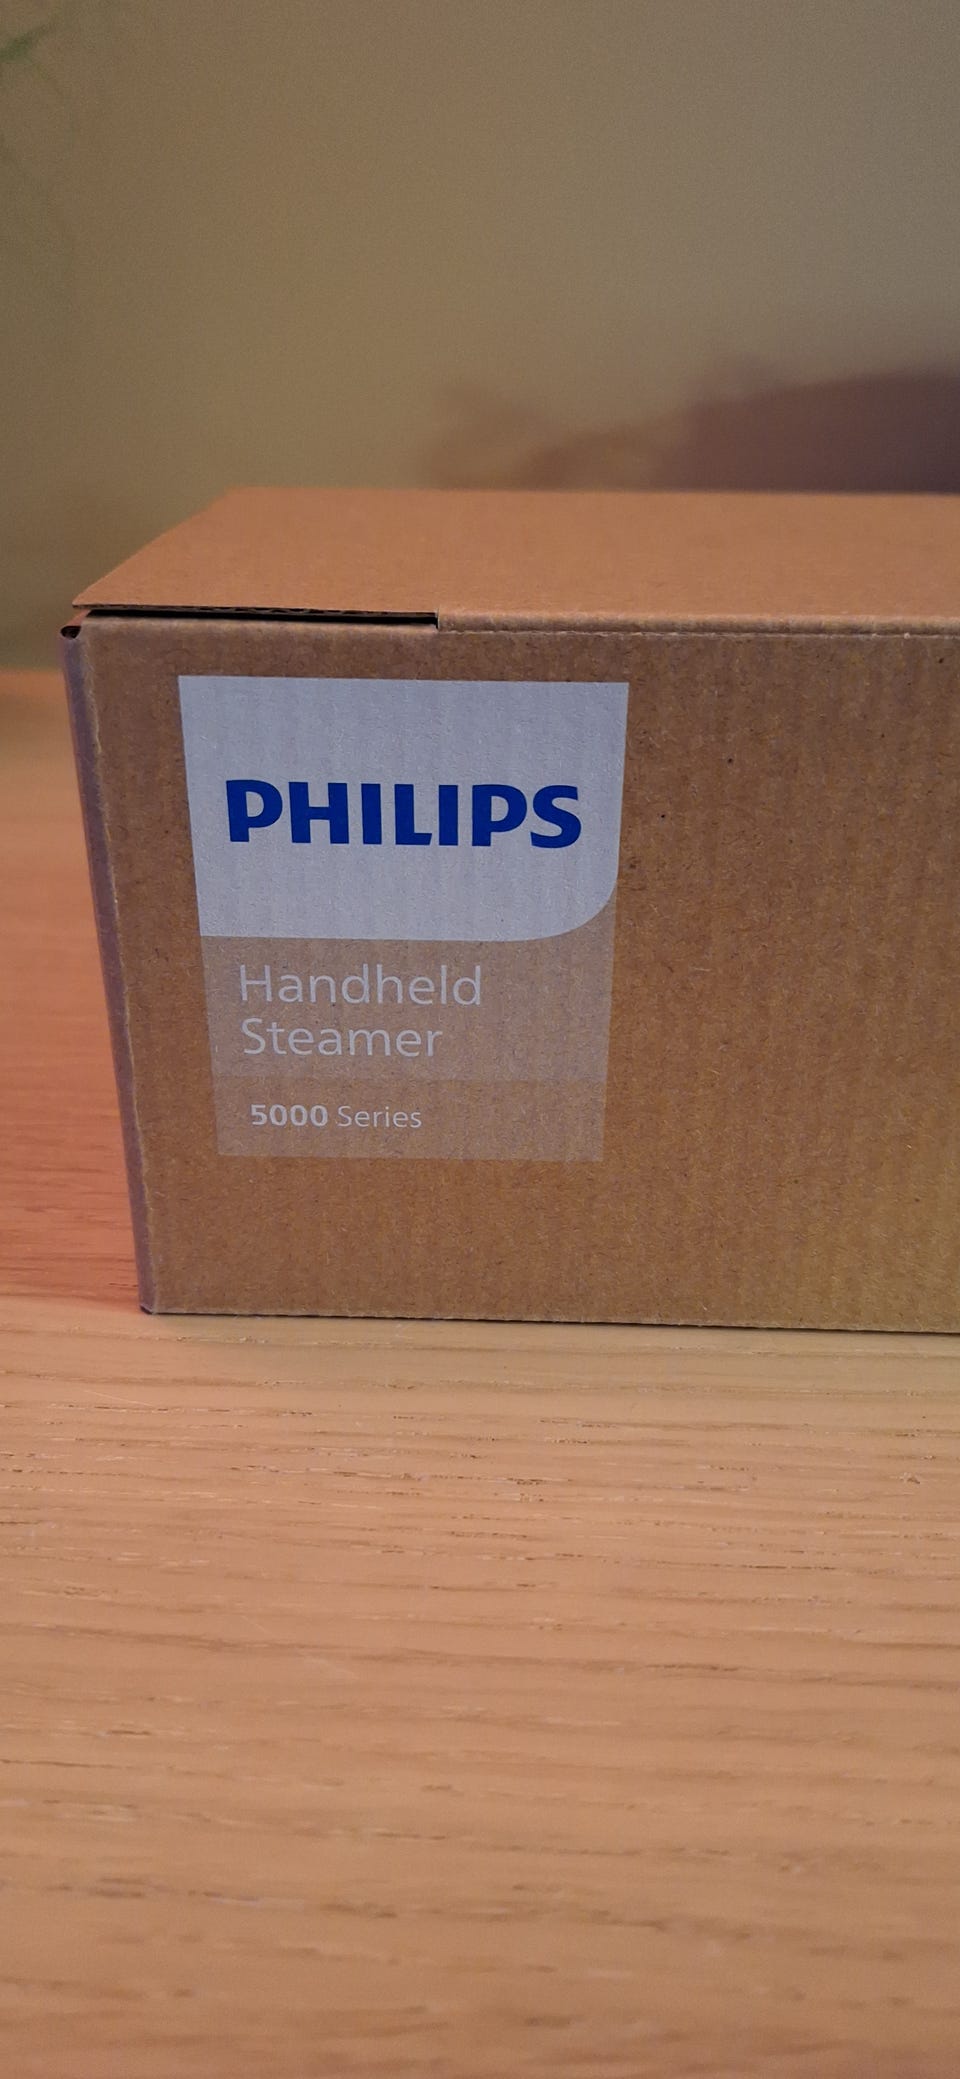 PHILIPS
Handheld
Steamer
5000 Series